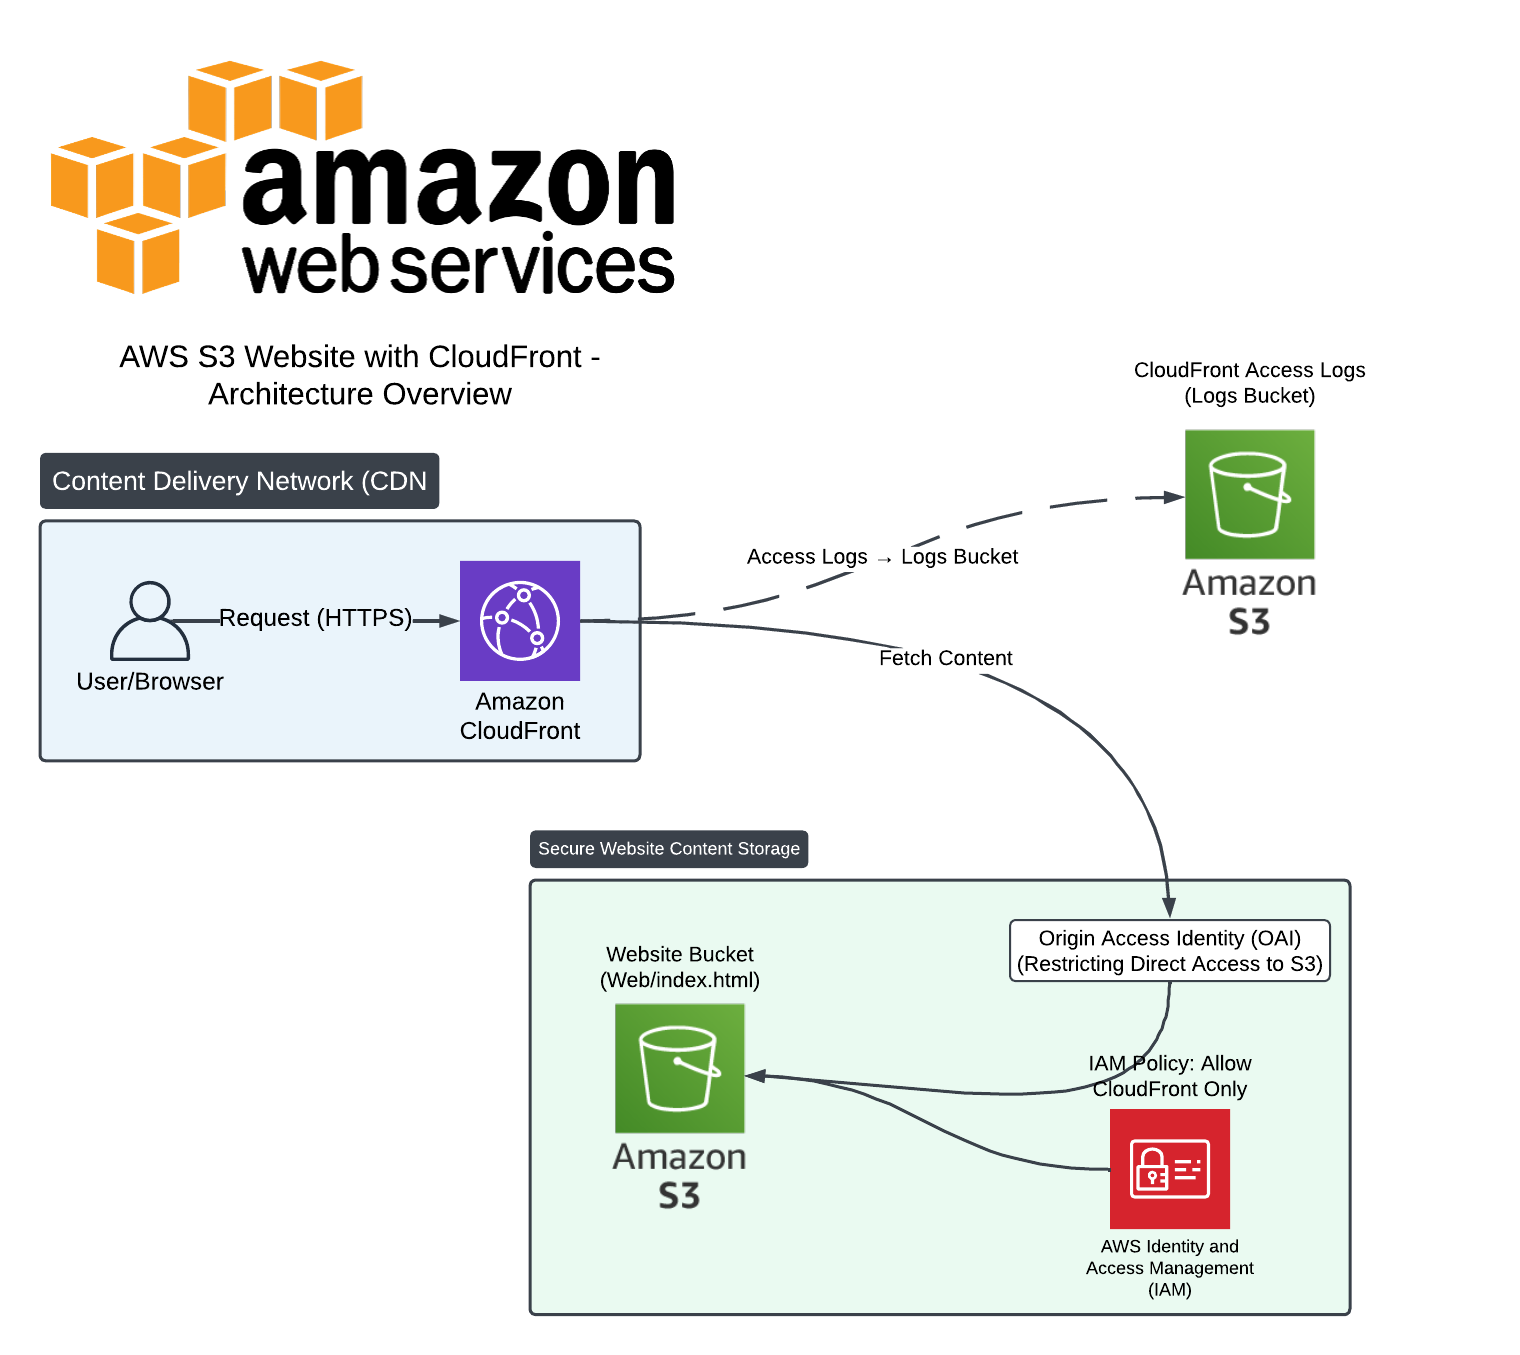 amazon
web services
AWS S3 Website with CloudFront -
Architecture Overview
CloudFront Access Logs
(Logs Bucket)
Amazon
S3
Content Delivery Network (CDN
Access Logs → Logs Bucket
Request (HTTPS)
User/Browser
Amazon
CloudFront
Fetch Content
Secure Website Content Storage
Origin Access Identity (OAI)
(Restricting Direct Access to S3)
Website Bucket
(Web/index.html)
Amazon
S3
IAM Policy: Allow
CloudFront Only
AWS Identity and
Access Management
(IAM)